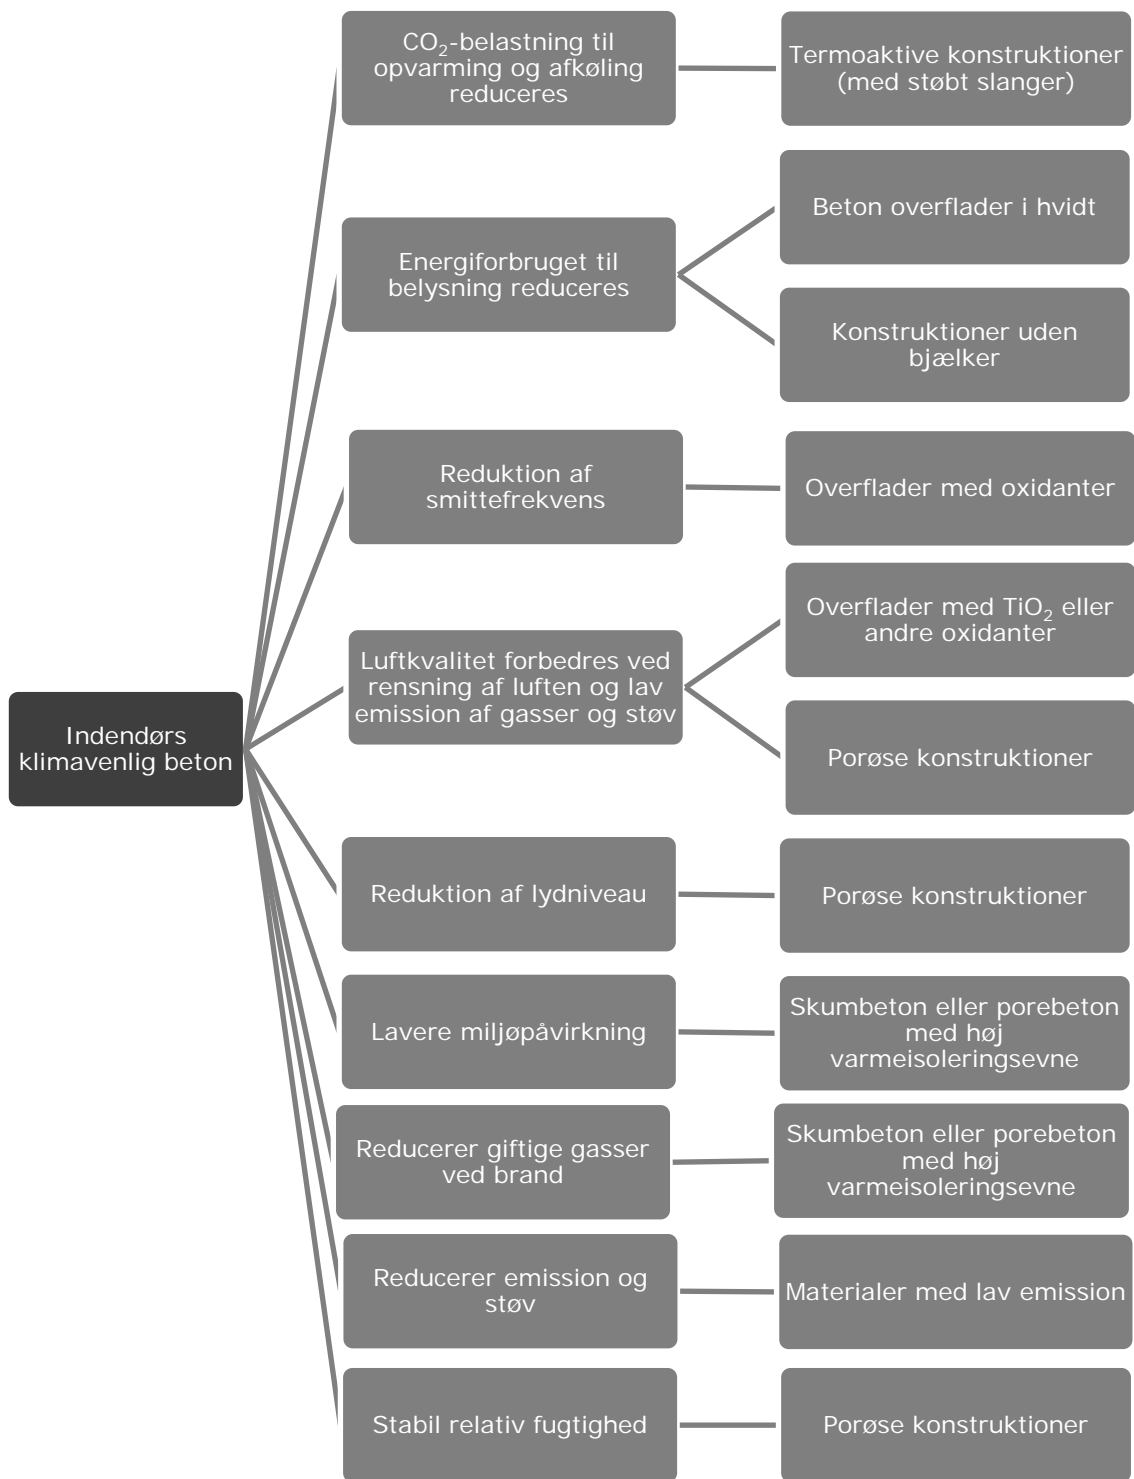 CO₂-belastning til
opvarming og afkøling
reduceres
Termoaktive konstruktioner
(med støbt slanger)
Energiforbruget til
belysning reduceres
Beton overflader i hvidt
Konstruktioner uden
bjælker
Reduktion af
smittefrekvens
Overflader med oxidanter
Luftkvalitet forbedres ved
rensning af luften og lav
emission af gasser og støv
Overflader med TiO₂ eller
andre oxidanter
Porøse konstruktioner
Indendørs
klimavenlig beton
Reduktion af lydniveau
Porøse konstruktioner
Lavere miljøpåvirkning
Skumbeton eller porebeton
med høj
varmeisoleringsevne
Reducerer giftige gasser
ved brand
Skumbeton eller porebeton
med høj
varmeisoleringsevne
Reducerer emission og
støv
Materialer med lav emission
Stabil relativ fugtighed
Porøse konstruktioner